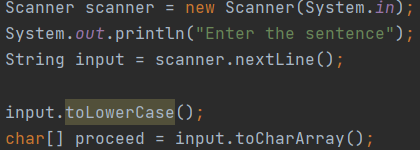 Scanner scanner = new Scanner(System.in);
System.out.println("Enter the sentence");
String input = scanner.nextLine();
input.toLowerCase();
char[] proceed = input.toCharArray();